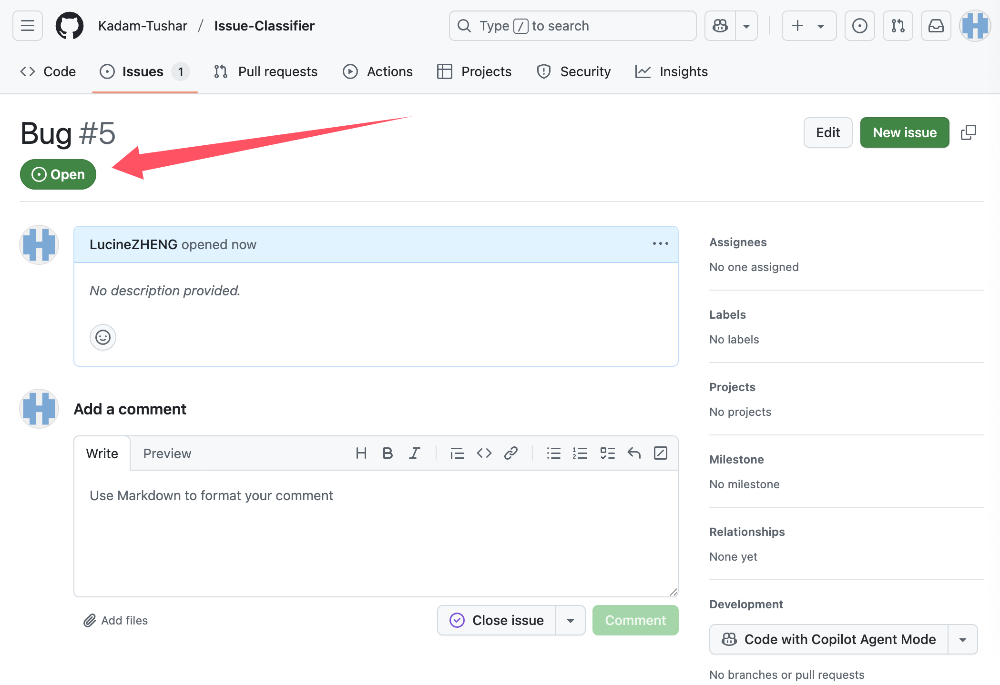 Kadam-Tushar / Issue-Classifier
Type / to search
Code
Issues 1
Pull requests
Actions
Projects
Security
Insights
Bug #5
Edit
New issue
Open
LucineZHENG opened now
No description provided.
Add a comment
Write
Preview
Use Markdown to format your comment
Add files
Close issue
Comment
Assignees
No one assigned
Labels
No labels
Projects
No projects
Milestone
No milestone
Relationships
None yet
Development
Code with Copilot Agent Mode
No branches or pull requests